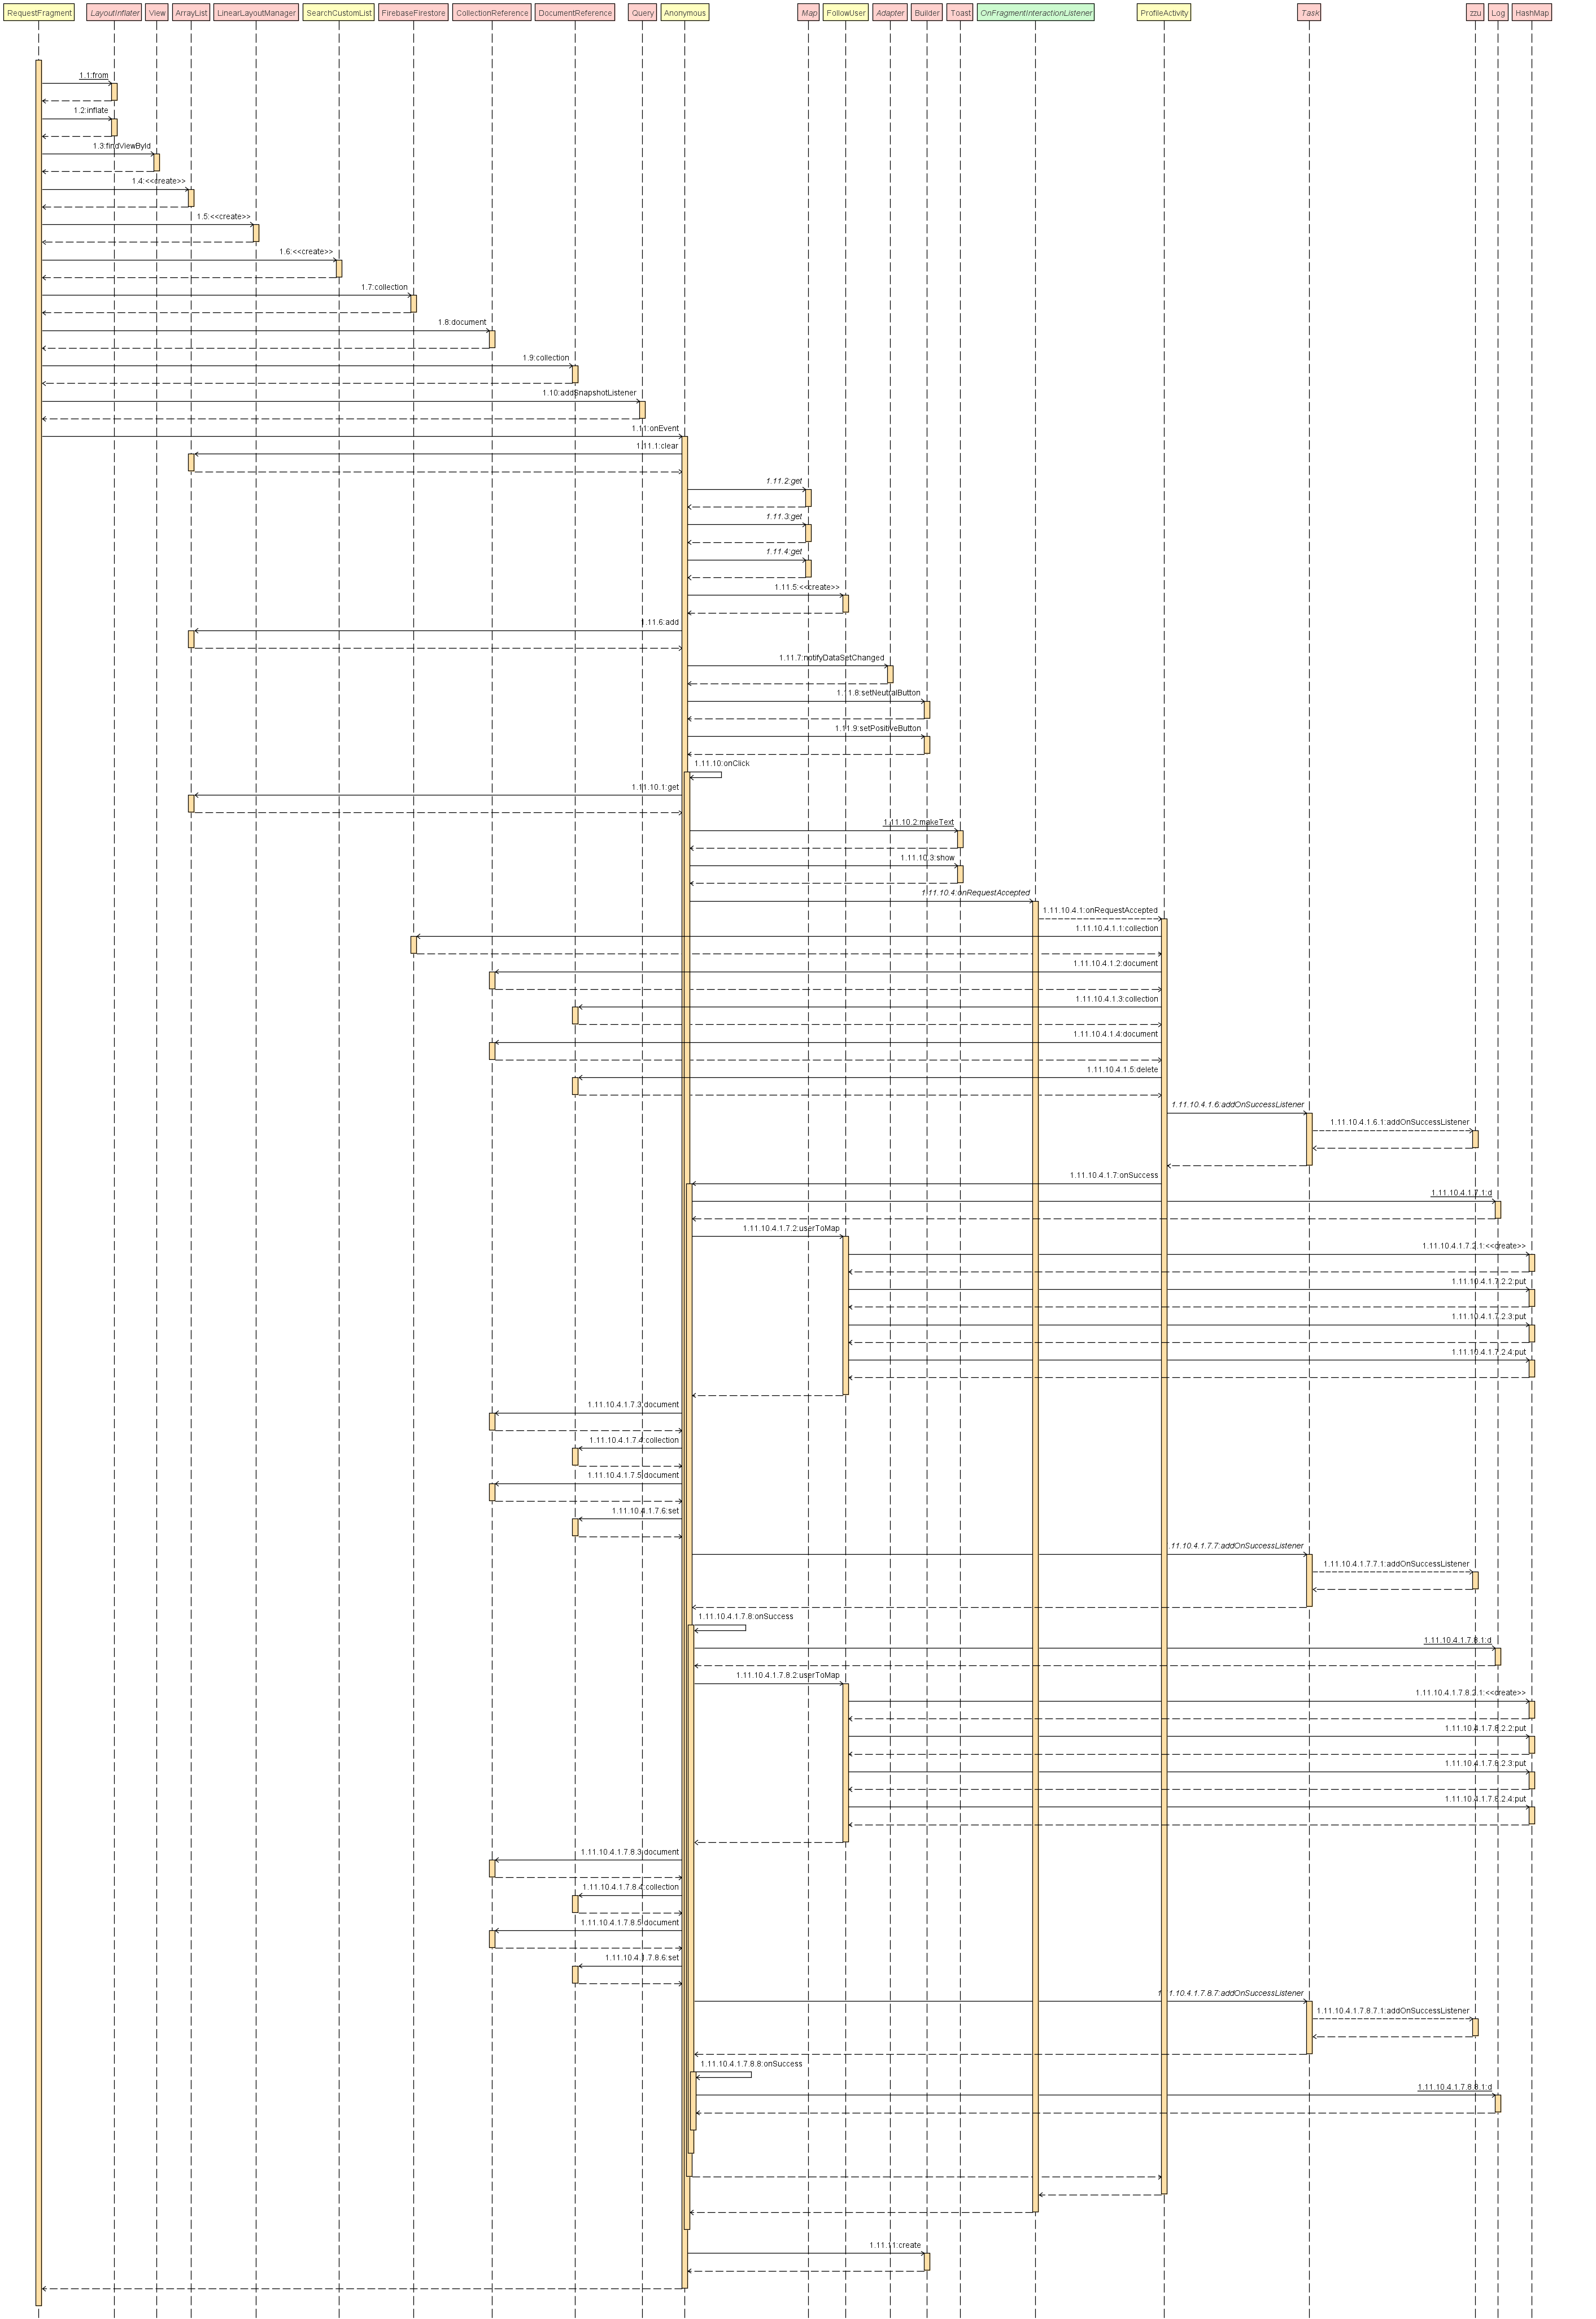 RequestFragment
LayoutInflater
View
ArrayList
LinearLayoutManager
SearchCustomList
FirebaseFirestore
CollectionReference
DocumentReference
Query
Anonymous
Map
FollowUser
Adapter
Builder
Toast
OnFragmentInteractionListener
ProfileActivity
Task
zzu
Log
HashMap
1.1:from
1.2:inflate
1.3:findViewById
1.4:<<create>>
1.5:<<create>>
1.6:<<create>>
1.7:collection
1.8:document
1.9:collection
1.10:addSnapshotListener
1.11:onEvent
1.11.1:clear
1.11.2:get
1.11.3:get
1.11.4:get
1.11.5:<<create>>
1.11.6:add
1.11.7:notifyDataSetChanged
1.11.8:setNeutralButton
1.11.9:setPositiveButton
1.11.10:onClick
1.11.10.1:get
1.11.10.2:makeText
1.11.10.3:show
1.11.10.4:onRequestAccepted
1.11.10.4.1:onRequestAccepted
1.11.10.4.1.1:collection
1.11.10.4.1.2:document
1.11.10.4.1.3:collection
1.11.10.4.1.4:document
1.11.10.4.1.5:delete
1.11.10.4.1.6:addOnSuccessListener
1.11.10.4.1.6.1:addOnSuccessListener
1.11.10.4.1.7:onSuccess
1.11.10.4.1.7.1:d
1.11.10.4.1.7.2:userToMap
1.11.10.4.1.7.2.1:<<create>>
1.11.10.4.1.7.2.2:put
1.11.10.4.1.7.2.3:put
1.11.10.4.1.7.2.4:put
1.11.10.4.1.7.3:document
1.11.10.4.1.7.4:collection
1.11.10.4.1.7.5:document
1.11.10.4.1.7.6:set
1.11.10.4.1.7.7:addOnSuccessListener
1.11.10.4.1.7.7.1:addOnSuccessListener
1.11.10.4.1.7.8:onSuccess
1.11.10.4.1.7.8.1:d
1.11.10.4.1.7.8.2:userToMap
1.11.10.4.1.7.8.2.1:<<create>>
1.11.10.4.1.7.8.2.2:put
1.11.10.4.1.7.8.2.3:put
1.11.10.4.1.7.8.2.4:put
1.11.10.4.1.7.8.3:document
1.11.10.4.1.7.8.4:collection
1.11.10.4.1.7.8.5:document
1.11.10.4.1.7.8.6:set
1.11.10.4.1.7.8.7:addOnSuccessListener
1.11.10.4.1.7.8.7.1:addOnSuccessListener
1.11.10.4.1.7.8.8:onSuccess
1.11.10.4.1.7.8.8.1:d
1.11.11:create